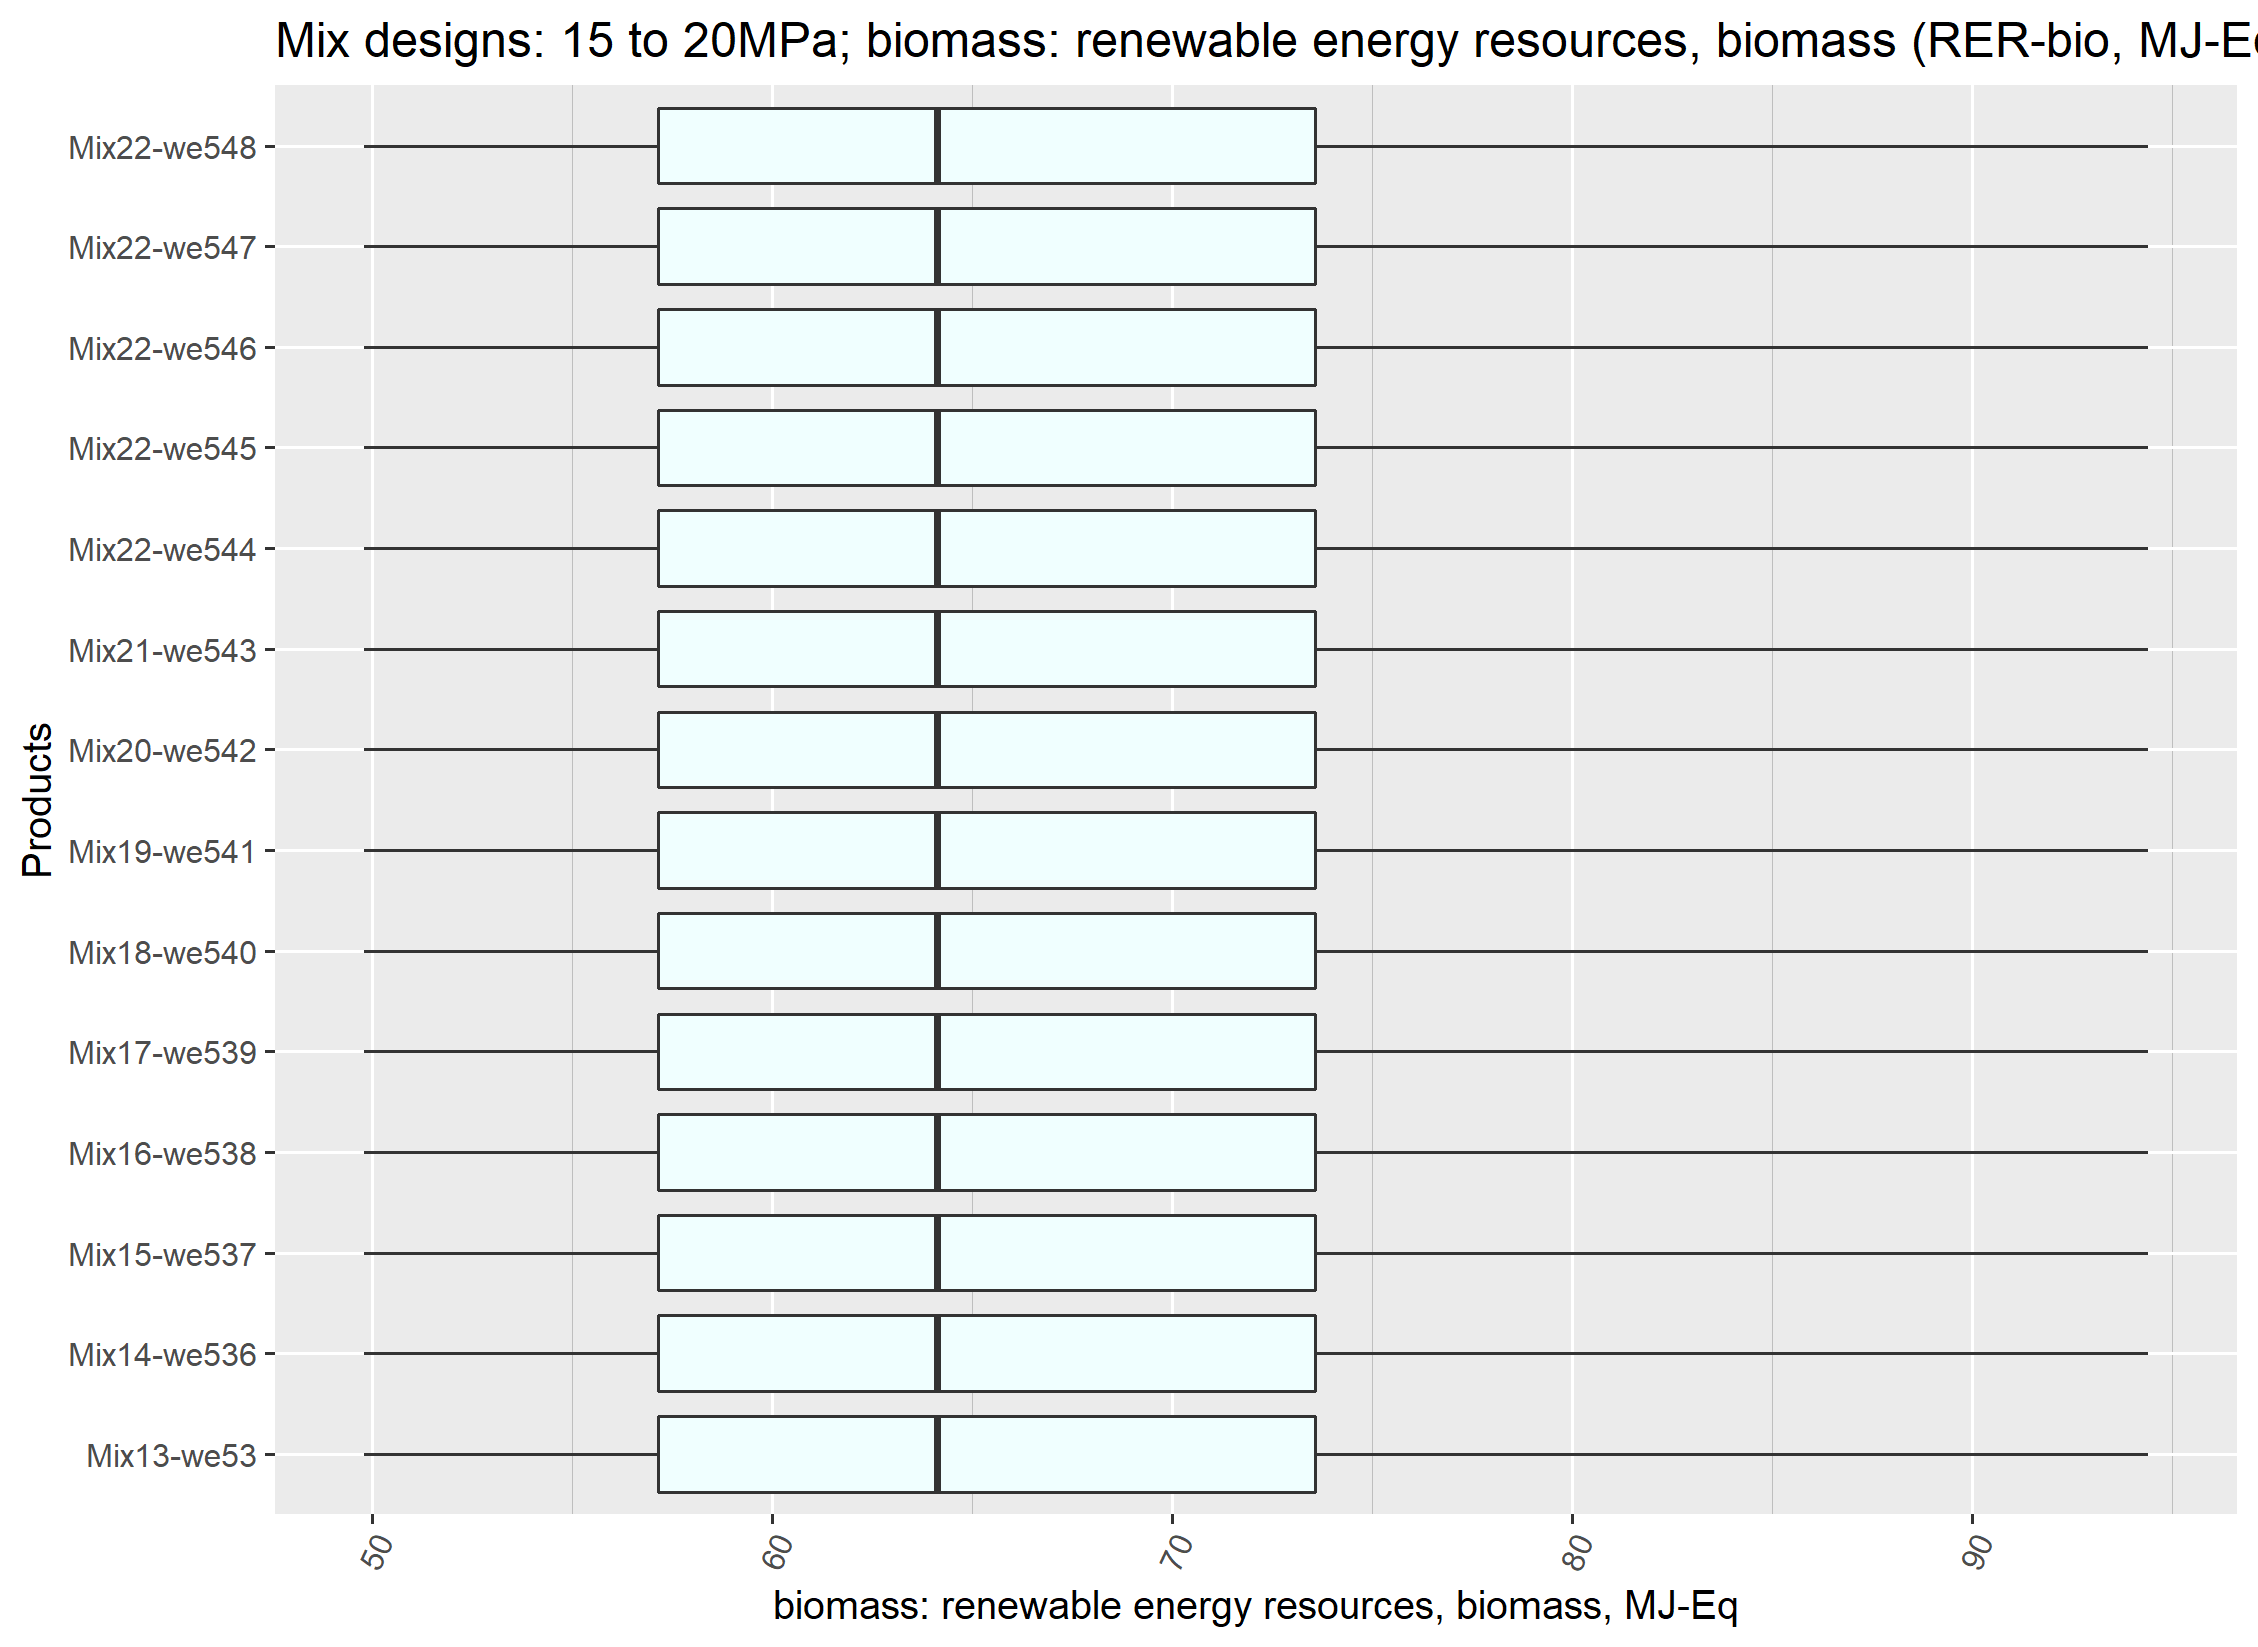 Mix designs: 15 to 20MPa; biomass: renewable energy resources, biomass (RER-bio, MJ-E
Mix22-we548
Mix22-we547
Mix22-we546
Mix22-we545
Mix22-we544
Mix21-we543
Mix20-we542
Mix19-we541
Mix18-we540
Mix17-we539
Mix16-we538
Mix15-we537
Mix14-we536
Mix13-we53
Products
50 60 70 80 90
biomass: renewable energy resources, biomass, MJ-Eq